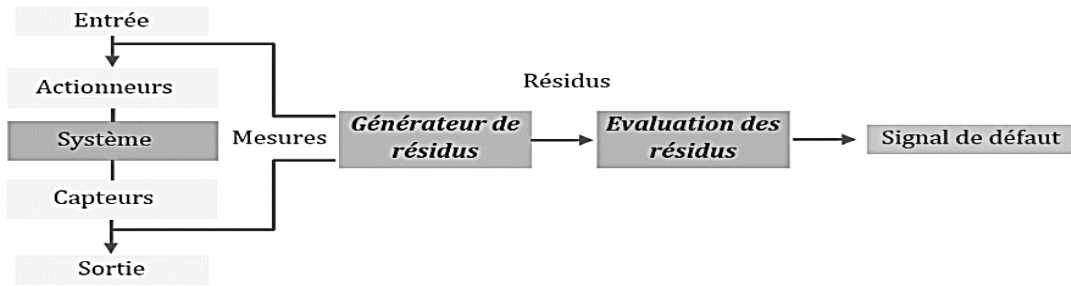 Entrée
Actionneurs
Système
Capteurs
Sortie
Mesures
Générateur de
résidus
Résidus
Evaluation des
résidus
Signal de défaut